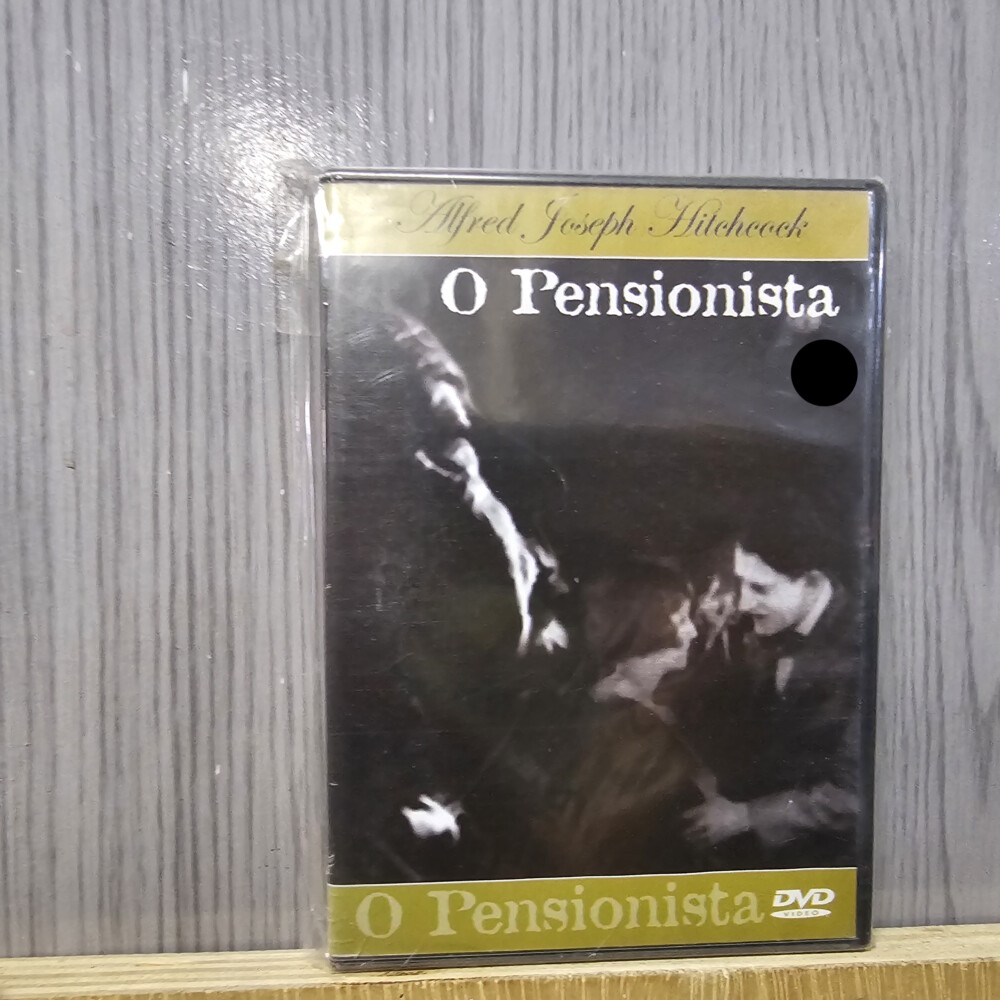 Alfred Joseph Hitchcock
O Pensionista
O Pensionista
DVD
VIDEO